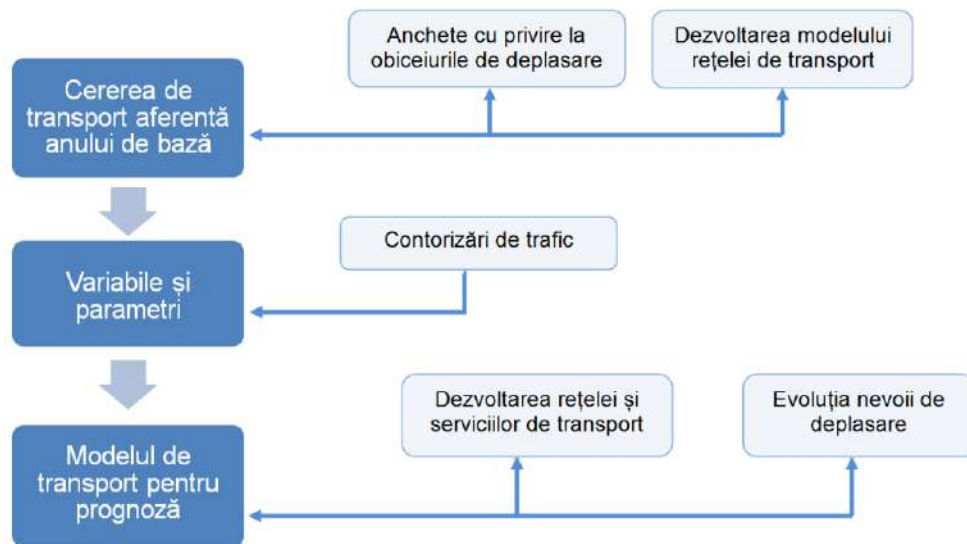 Anchete cu privire la
obiceiurile de deplasare
Dezvoltarea modelului
rețelei de transport
Cererea de
transport aferentă
anului de bază
Contorizări de trafic
Variabile și
parametri
Dezvoltarea rețelei și
serviciilor de transport
Evoluția nevoii de
deplasare
Modelul de
transport pentru
prognoză